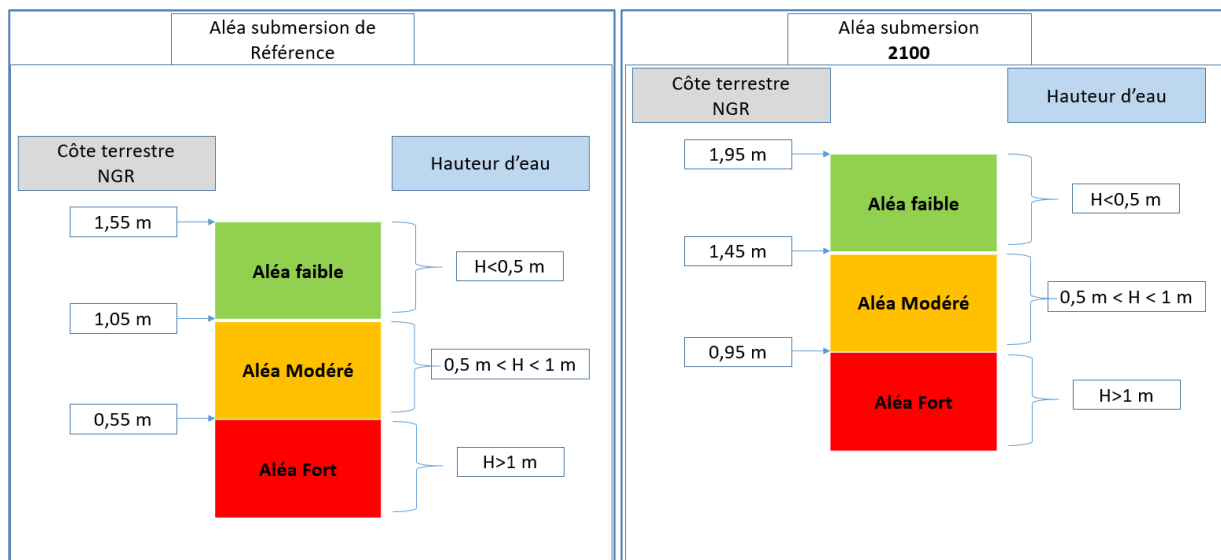 Aléa submersion de
Référence
Côte terrestre
NGR
Hauteur d'eau
1,55 m
Aléa faible
H<0,5 m
1,05 m
Aléa Modéré
0,5 m < H < 1 m
0,55 m
Aléa Fort
H>1 m
Aléa submersion
2100
Côte terrestre
NGR
Hauteur d'eau
1,95 m
Aléa faible
H<0,5 m
1,45 m
Aléa Modéré
0,5 m < H < 1 m
0,95 m
Aléa Fort
H>1 m